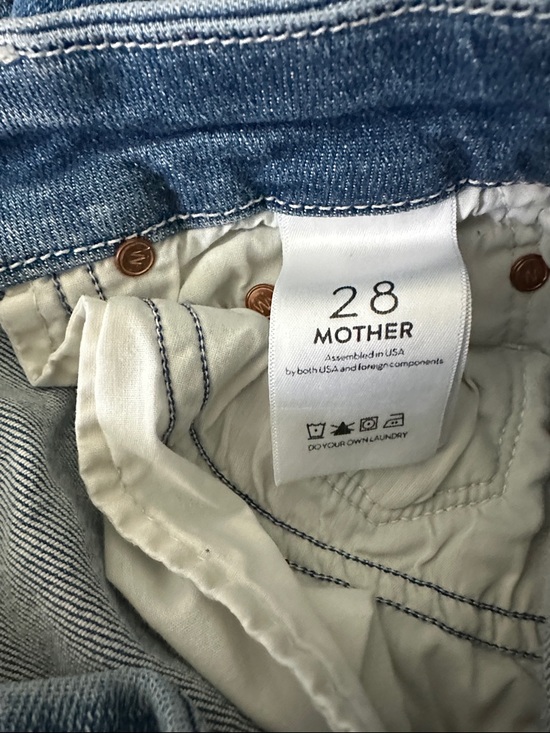 28
MOTHER
Assembled in USA
by both USA and foreign components
DO YOUR OWN LAUNDRY